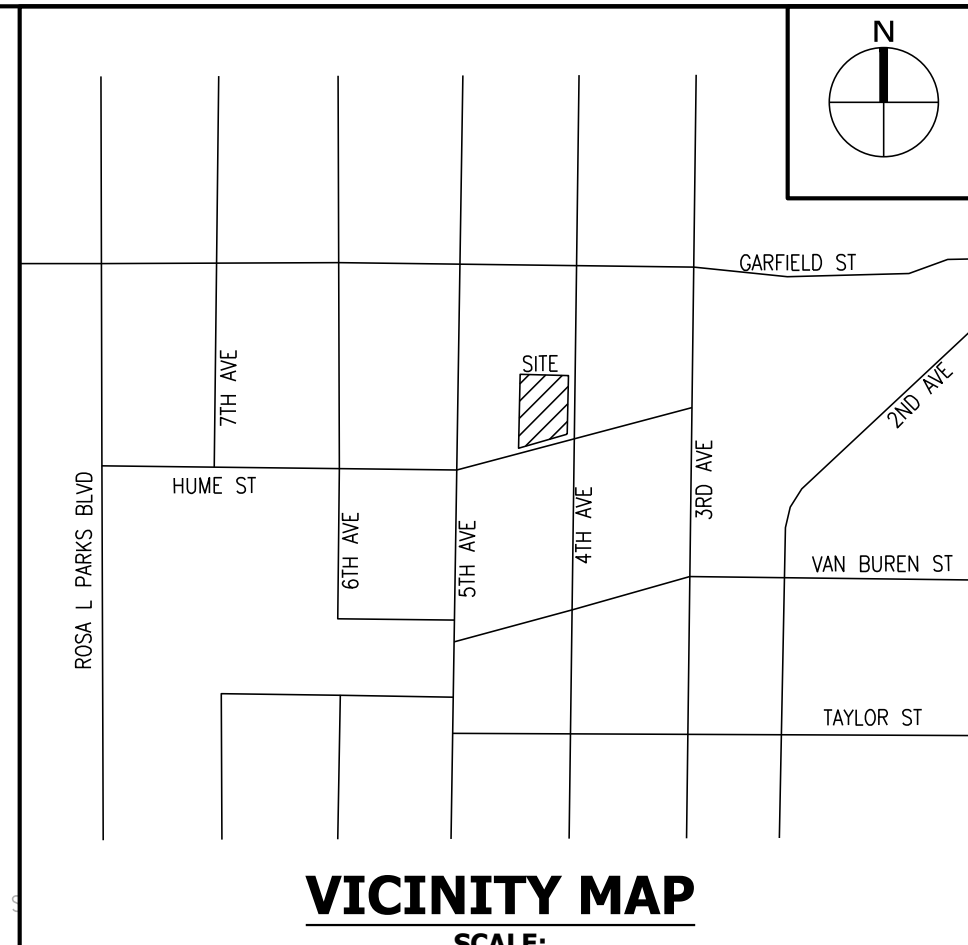 N
GARFIELD ST
SITE
7TH AVE
2ND AVE
HUME ST
3RD AVE
ROSA L PARKS BLVD
6TH AVE
5TH AVE
4TH AVE
VAN BUREN ST
TAYLOR ST
VICINITY MAP
SCALE: